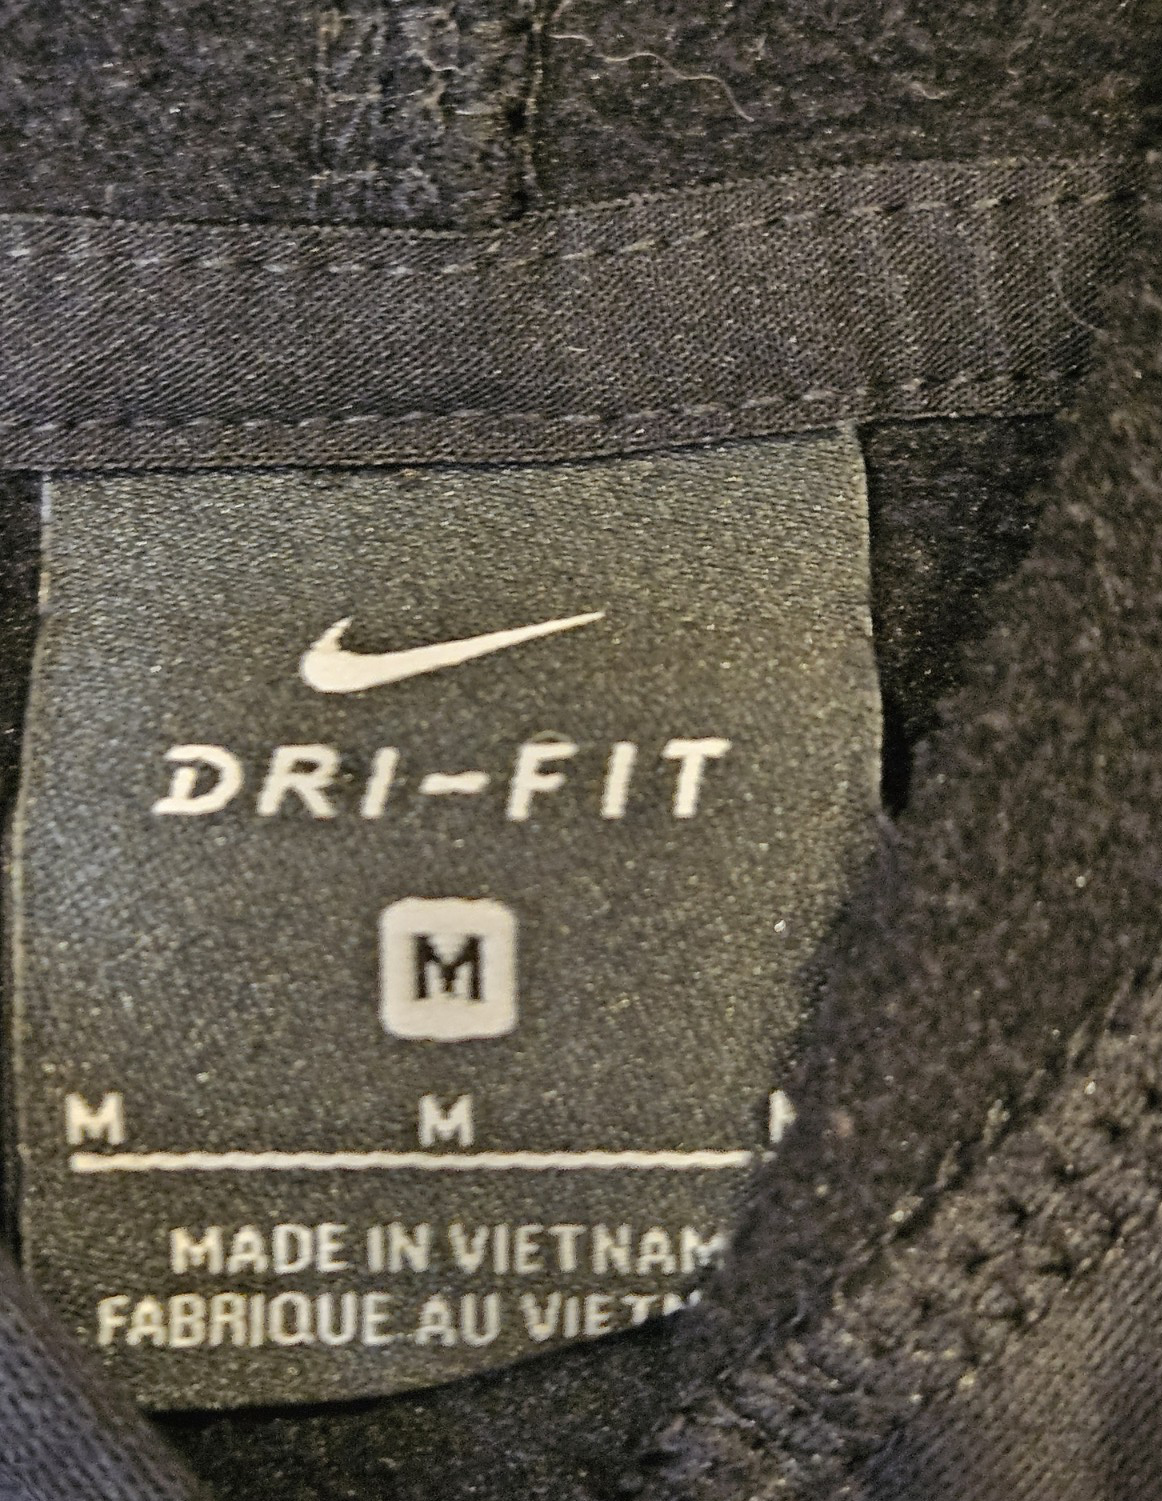 DRI-FIT
M
M M
MADE IN VIETNAM
FABRIQUE AU